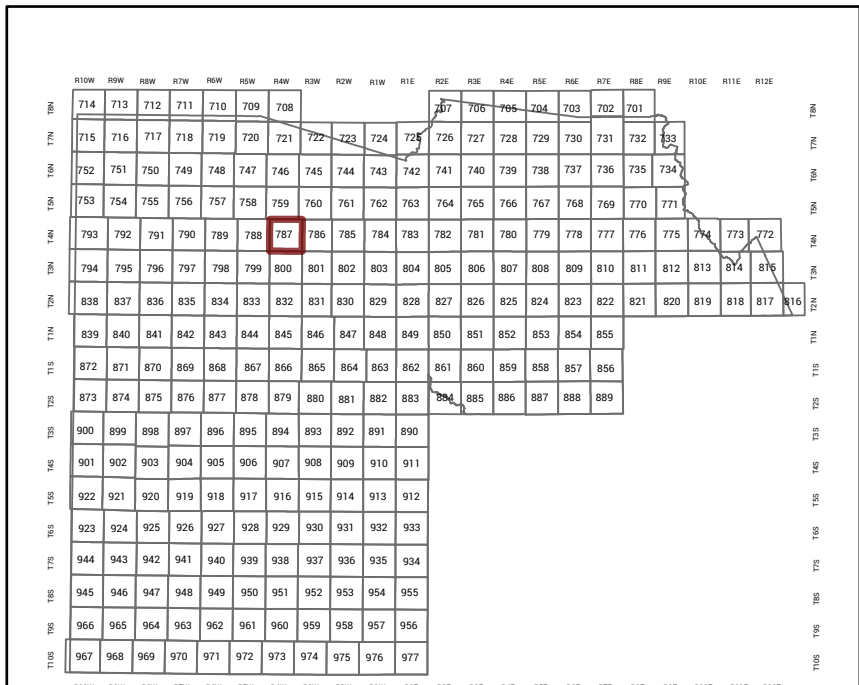 R10W R9W R8W R7W R6W R5W R4W R3W R2W R1W R1E R2E R3E R4E R5E R6E R7E R8E R9E R10E R11E R12E
T8N 714 713 712 711 710 709 708 707 706 705 704 703 702 701 T8N
T7N 715 716 717 718 719 720 721 722 723 724 725 726 727 728 729 730 731 732 733 T7N
T6N 752 751 750 749 748 747 746 745 744 743 742 741 740 739 738 737 736 735 734 T6N
T5N 753 754 755 756 757 758 759 760 761 762 763 764 765 766 767 768 769 770 771 T5N
T4N 793 792 791 790 789 788 787 786 785 784 783 782 781 780 779 778 777 776 775 774 773 772 T4N
T3N 794 795 796 797 798 799 800 801 802 803 804 805 806 807 808 809 810 811 812 813 814 815 T3N
T2N 838 837 836 835 834 833 832 831 830 829 828 827 826 825 824 823 822 821 820 819 818 817 816 T2N
T1N 839 840 841 842 843 844 845 846 847 848 849 850 851 852 853 854 855 T1N
T1S 872 871 870 869 868 867 866 865 864 863 862 861 860 859 858 857 856 T1S
T2S 873 874 875 876 877 878 879 880 881 882 883 884 885 886 887 888 889 T2S
T3S 900 899 898 897 896 895 894 893 892 891 890 T3S
T4S 901 902 903 904 905 906 907 908 909 910 911 T4S
T5S 922 921 920 919 918 917 916 915 914 913 912 T5S
T6S 923 924 925 926 927 928 929 930 931 932 933 T6S
T7S 944 943 942 941 940 939 938 937 936 935 934 T7S
T8S 945 946 947 948 949 950 951 952 953 954 955 T8S
T9S 966 965 964 963 962 961 960 959 958 957 956 T9S
T10S 967 968 969 970 971 972 973 974 975 976 977 T10S